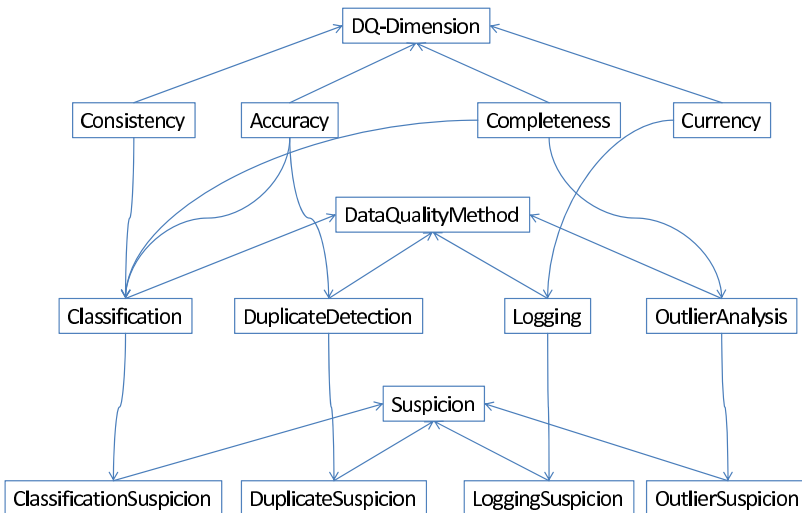 DQ-Dimension
Consistency
Accuracy
Completeness
Currency
DataQualityMethod
Classification
DuplicateDetection
Logging
OutlierAnalysis
Suspicion
ClassificationSuspicion
DuplicateSuspicion
LoggingSuspicion
OutlierSuspicion